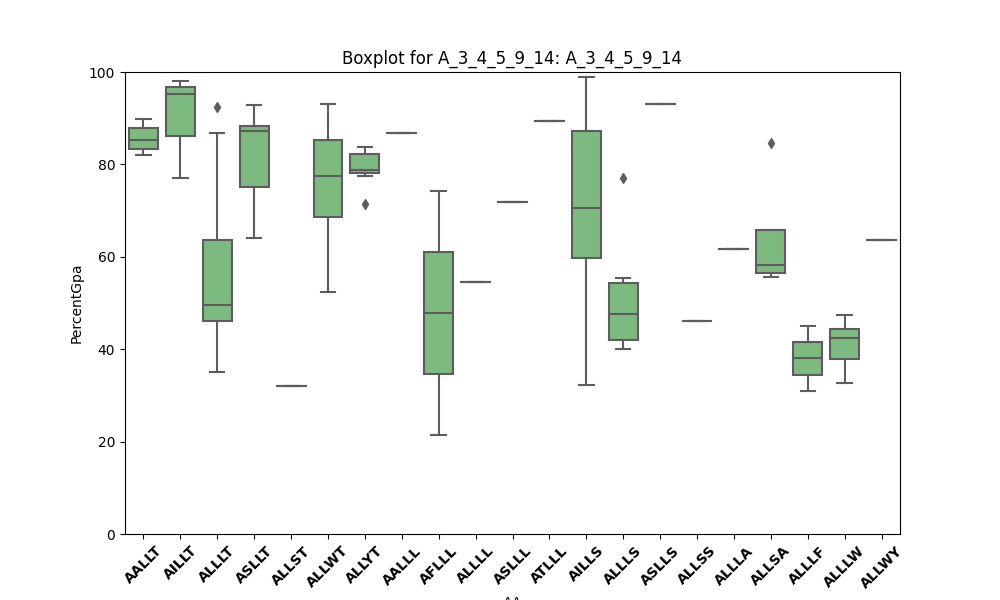 Boxplot for A_3_4_5_9_14: A_3_4_5_9_14
100
80
60
40
20
0
PercentGpa
AALLT AILLT ALLLT ASLLT ALLST ALLWT ALLYT AALLL AFLLL ALLLL ASLLL ATLLL AILLS ALLLS ASLLS ALLSS ALLLA ALLSA ALLLF ALLLW ALLWY
AA